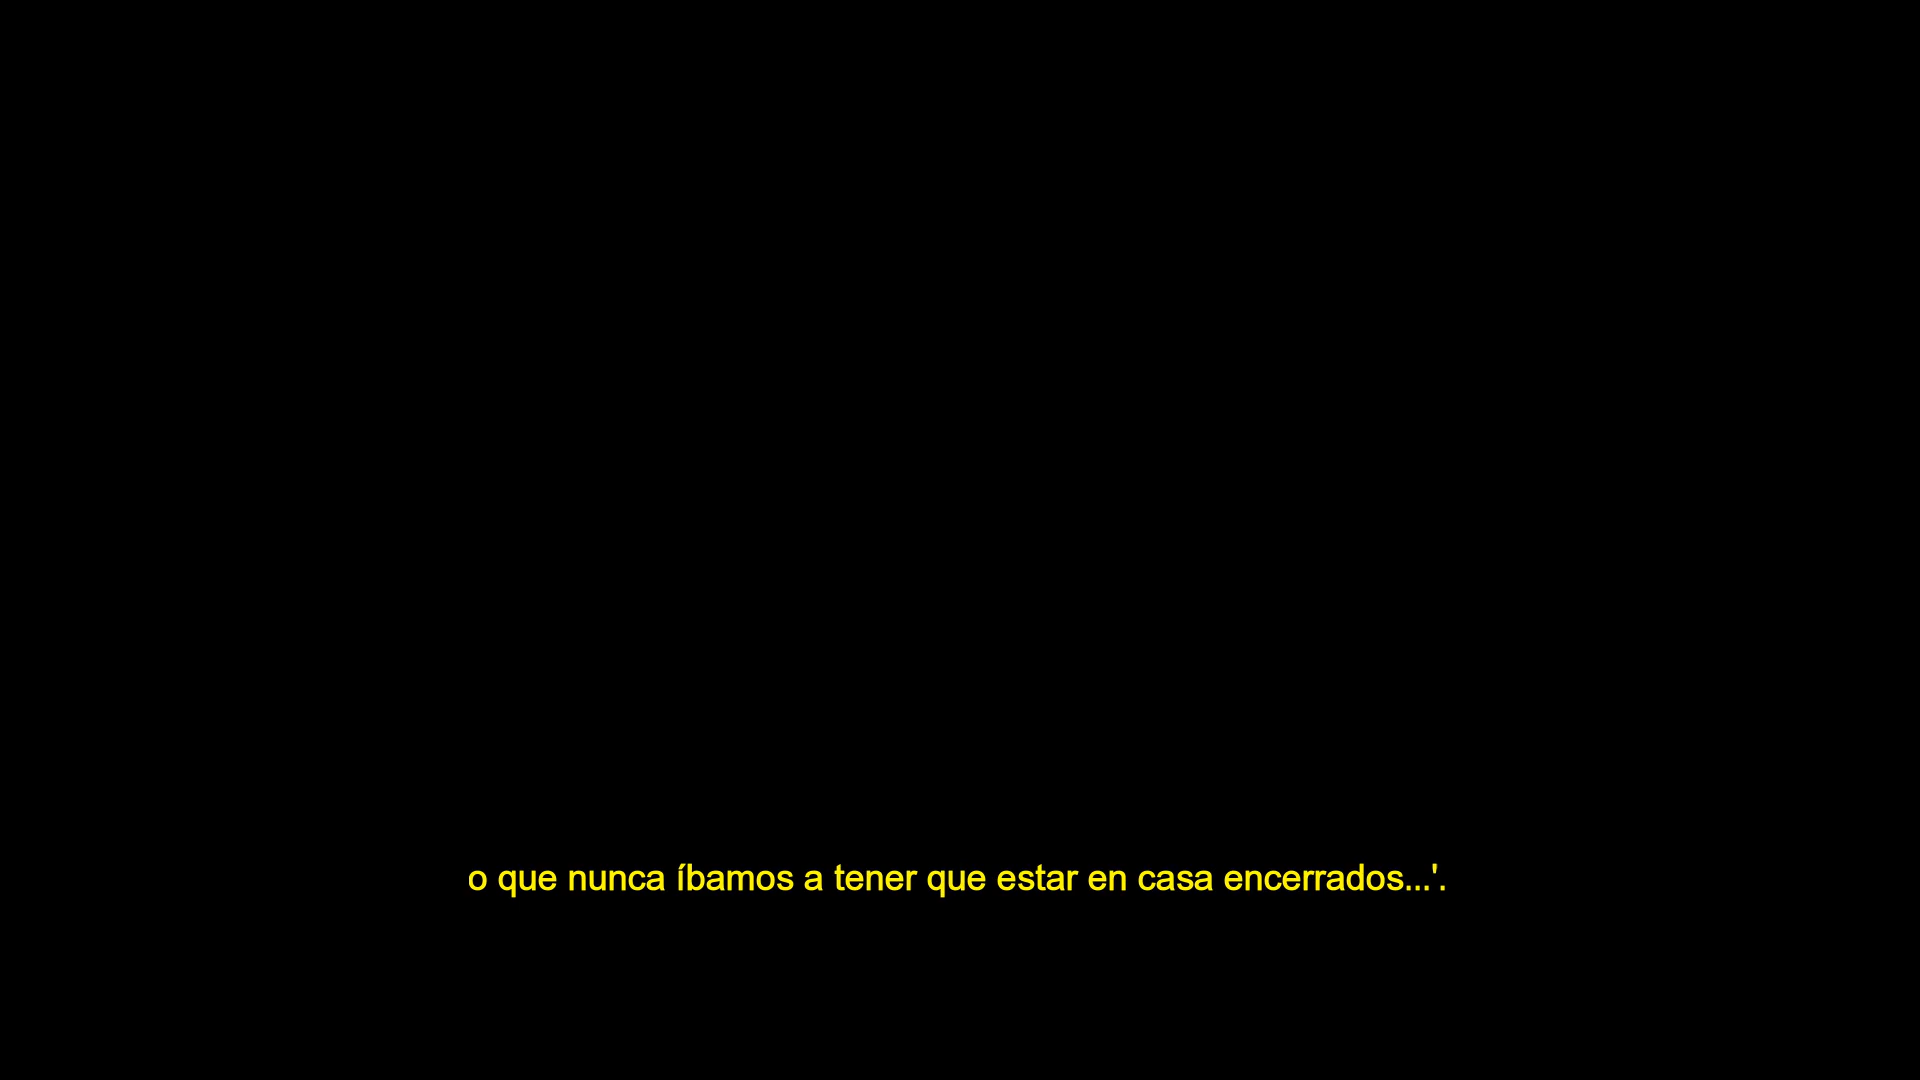 o que nunca íbamos a tener que estar en casa encerrados...'.